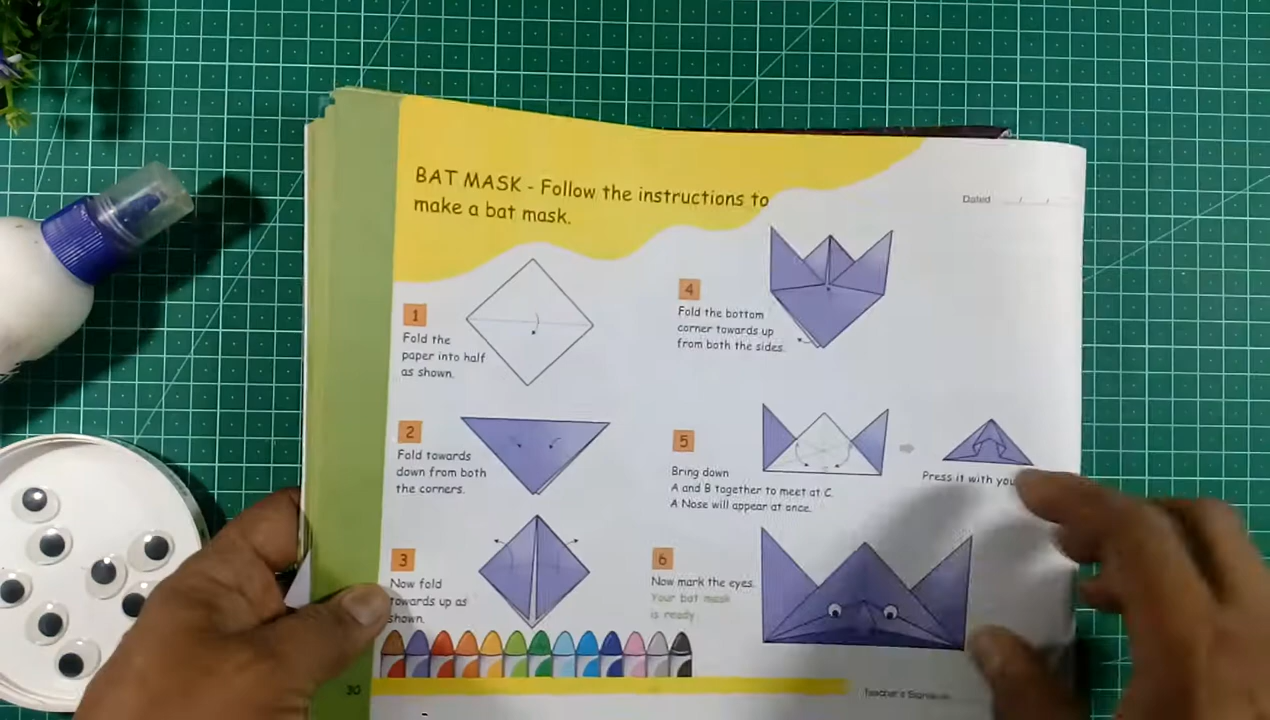 BAT MASK - Follow the instructions to
make a bat mask.
Dated
1
Fold the
paper into half
as shown.
2
Fold towards
down from both
the corners.
3
Now fold
towards up as
shown.
4
Fold the bottom
corner towards up
from both the sides.
5
Bring down
A and B together to meet at C.
A Nose will appear at once.
Press it with
6
Now mark the eyes.
Your bat mask
is ready
30
Teacher's